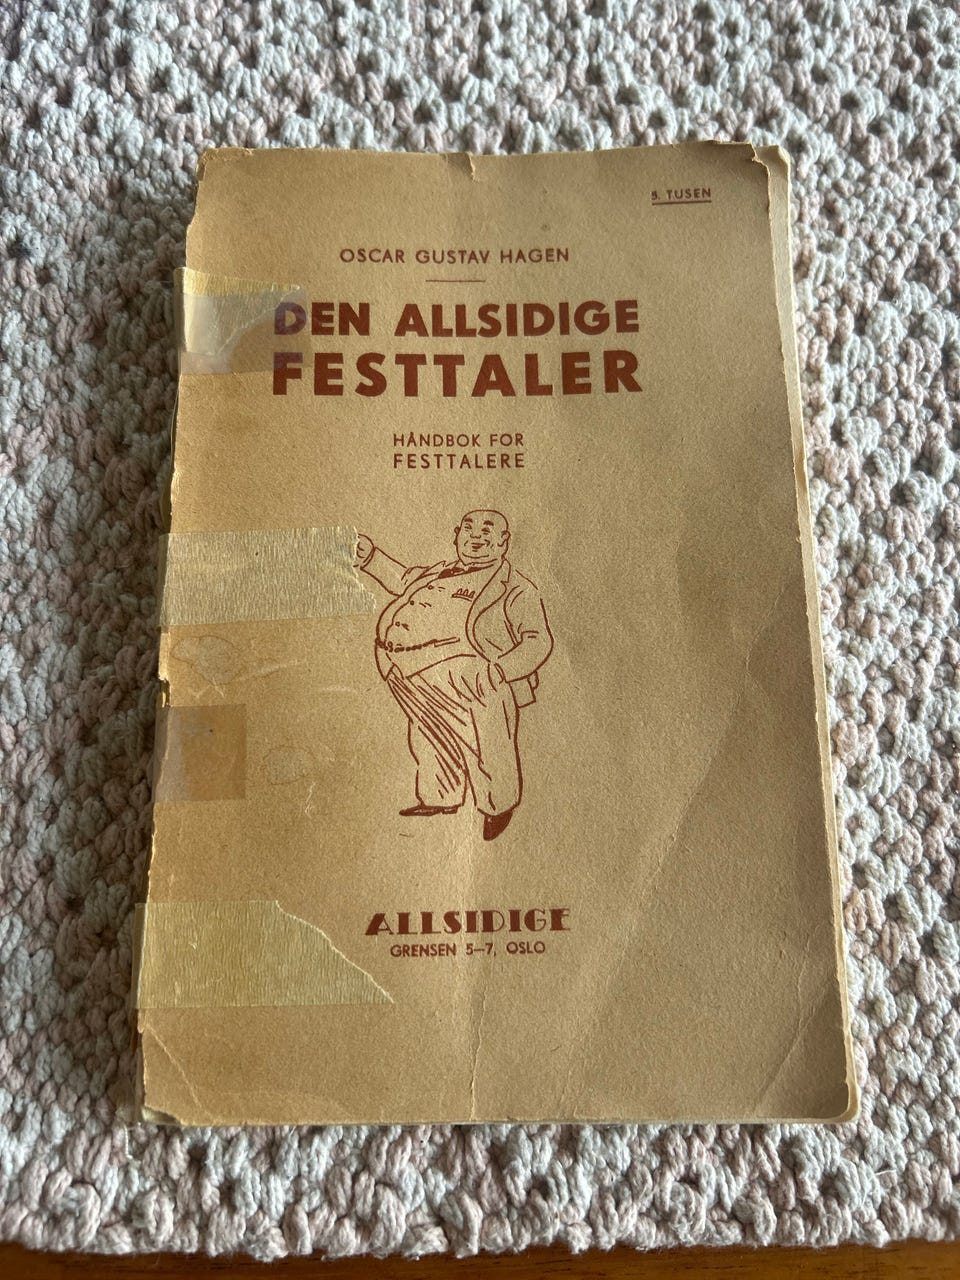 5. TUSEN
OSCAR GUSTAV HAGEN
DEN ALLSIDIGE
FESTTALER
HÅNDBOK FOR
FESTTALERE
ALLSIDIGE
GRENSEN 5–7, OSLO